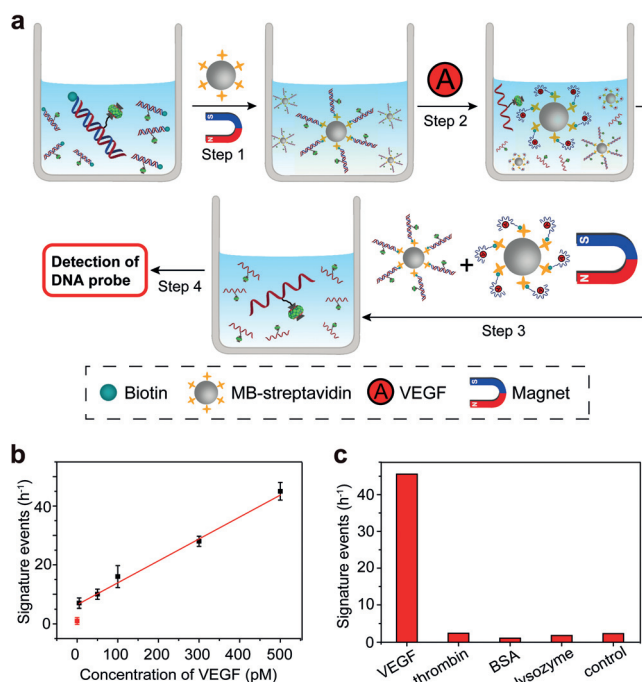 a
A
S
N
Step 1
Step 2
A
Detection of
DNA probe
Step 4
+
S
N
Step 3
Biotin
MB-streptavidin
A
VEGF
Magnet
b
Signature events (h⁻¹)
40
20
0
0 100 200 300 400 500
Concentration of VEGF (pM)
c
Signature events (h⁻¹)
40
30
20
10
0
VEGF
thrombin
BSA
lysozyme
control